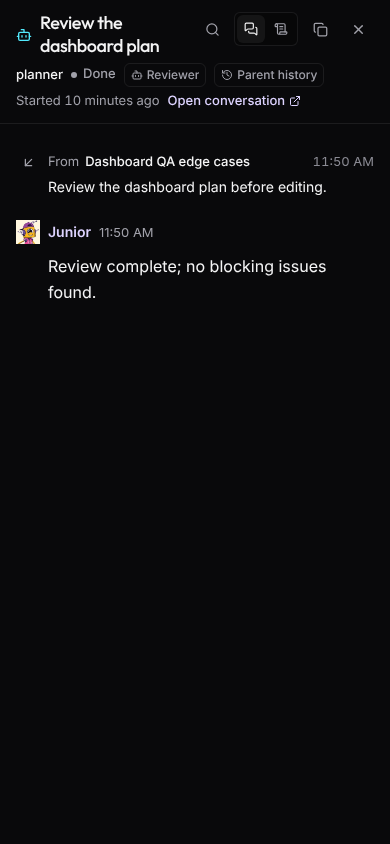 Review the
dashboard plan
planner Done Reviewer Parent history
Started 10 minutes ago Open conversation
From Dashboard QA edge cases 11:50 AM
Review the dashboard plan before editing.
Junior 11:50 AM
Review complete; no blocking issues
found.